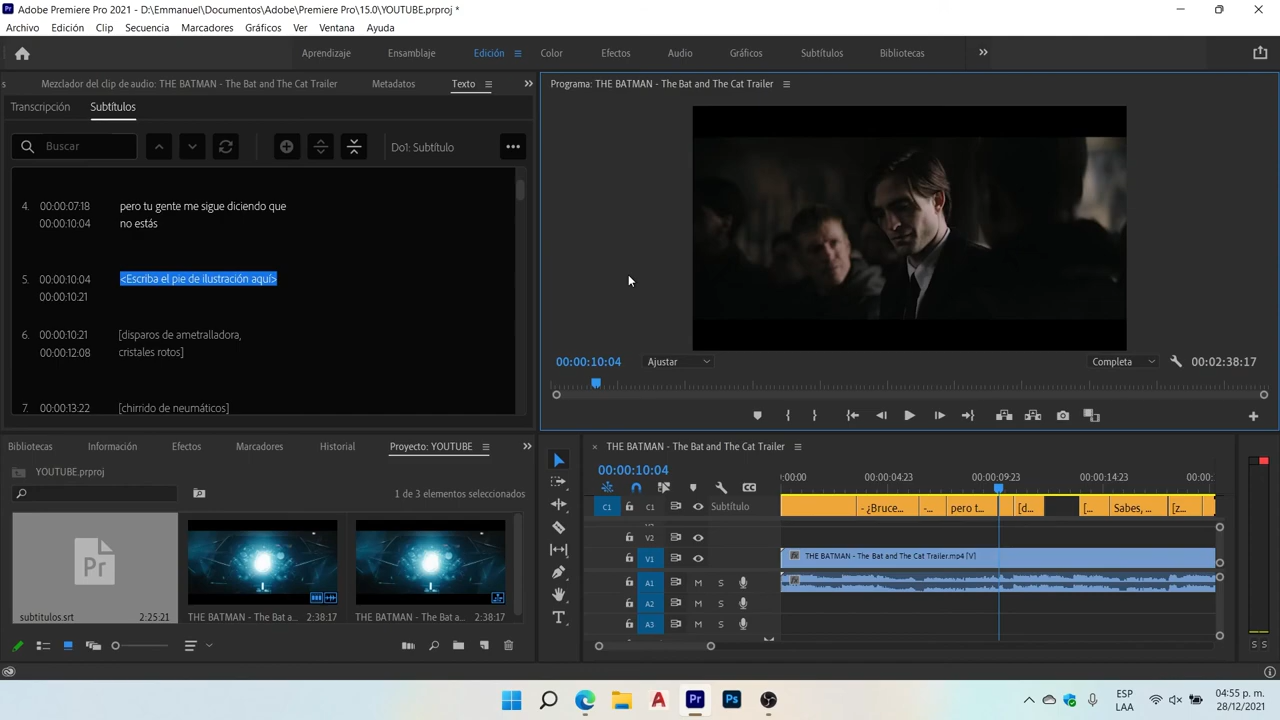 Adobe Premiere Pro 2021 - D:\Emmanuel\Documentos\Adobe\Premiere Pro\15.0\YOUTUBE.prproj *
Archivo Edición Clip Secuencia Marcadores Gráficos Ver Ventana Ayuda
Aprendizaje Ensamblaje Edición Color Efectos Audio Gráficos Subtítulos Bibliotecas
s Mezclador del clip de audio: THE BATMAN - The Bat and The Cat Trailer Metadatos Texto
Programa: THE BATMAN - The Bat and The Cat Trailer
Transcripción Subtítulos
Buscar
Do1: Subtítulo
4. 00:00:07:18 pero tu gente me sigue diciendo que
00:00:10:04 no estás
5. 00:00:10:04 <Escriba el pie de ilustración aquí>
00:00:10:21
6. 00:00:10:21 [disparos de ametralladora,
00:00:12:08 cristales rotos]
7. 00:00:13:22 [chirrido de neumáticos]
00:00:10:04 Ajustar Completa 00:02:38:17
Bibliotecas Información Efectos Marcadores Historial Proyecto: YOUTUBE
YOUTUBE.prproj
1 de 3 elementos seleccionados
Pr
subtitulos.srt 2:25:21
THE BATMAN - The Bat a... 2:38:17
THE BATMAN - The Bat a... 2:38:17
× THE BATMAN - The Bat and The Cat Trailer
00:00:10:04
:00:00 00:00:04:23 00:00:09:23 00:00:14:23 00:00:
C1 C1 Subtítulo
- ¿Bruce... -... pero t... [d... [... Sabes, ... [z...
V2
V1 fx THE BATMAN - The Bat and The Cat Trailer.mp4 [V]
A1 M S
A2 M S
A3 M S
S S
A Pr Ps
ESP
LAA
04:55 p. m.
28/12/2021